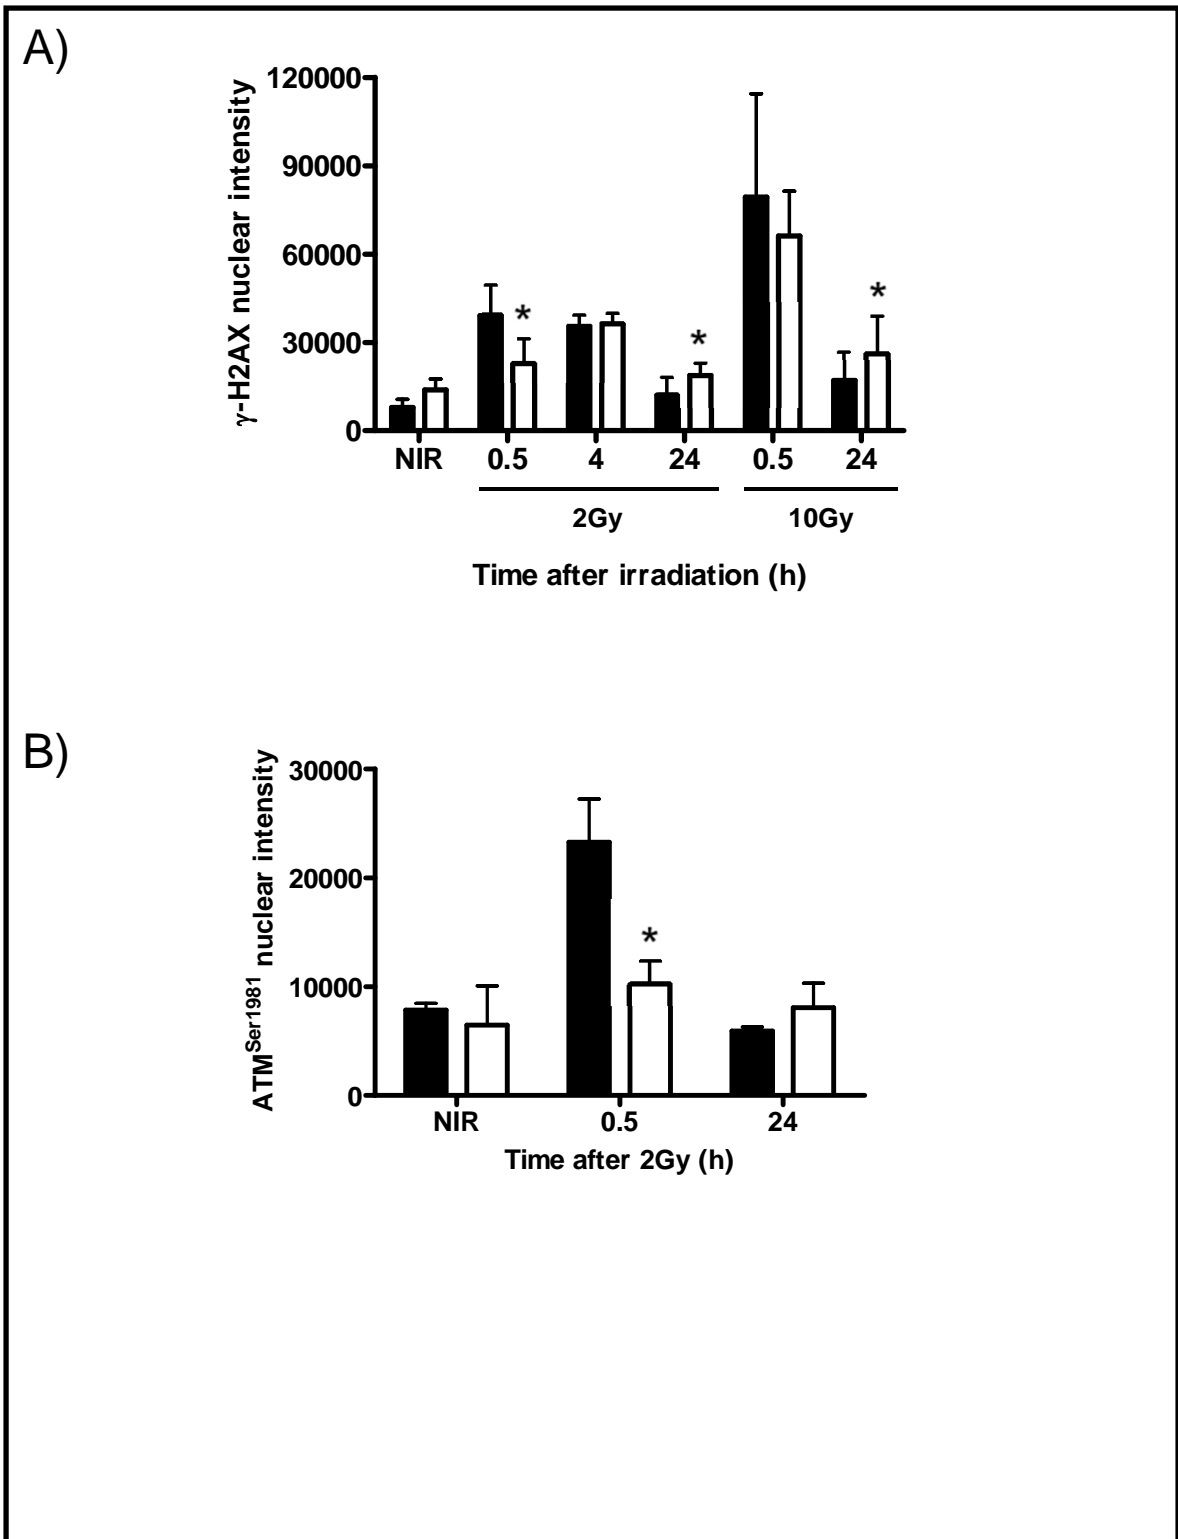 A)
γ-H2AX nuclear intensity
120000
90000
60000
30000
0
*
*
*
NIR 0.5 4 24 0.5 24
2Gy 10Gy
Time after irradiation (h)
B)
ATMSer1981 nuclear intensity
30000
20000
10000
0
*
NIR 0.5 24
Time after 2Gy (h)